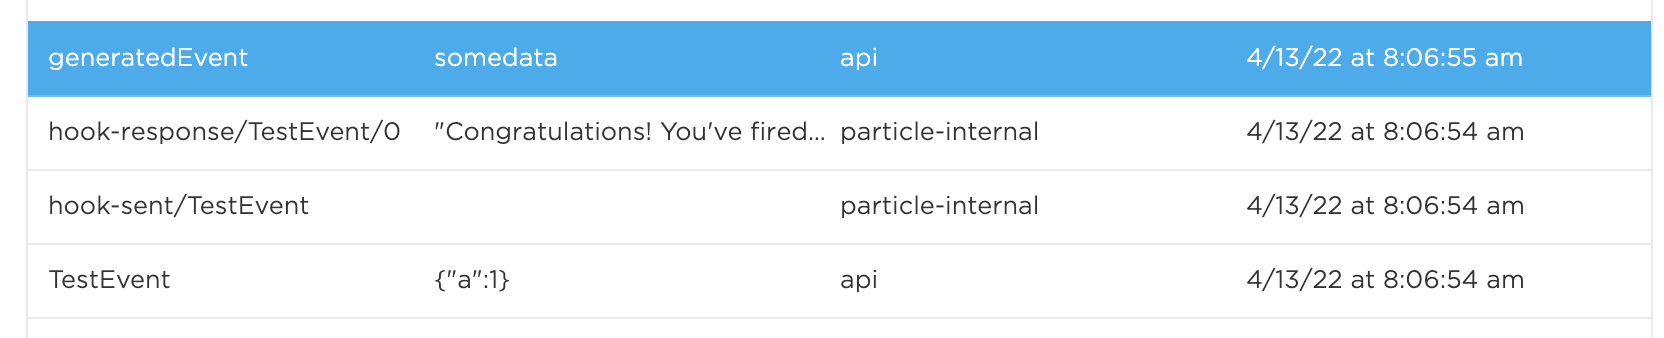 generatedEvent somedata api 4/13/22 at 8:06:55 am
hook-response/TestEvent/0 "Congratulations! You've fired... particle-internal 4/13/22 at 8:06:54 am
hook-sent/TestEvent particle-internal 4/13/22 at 8:06:54 am
TestEvent {"a":1} api 4/13/22 at 8:06:54 am